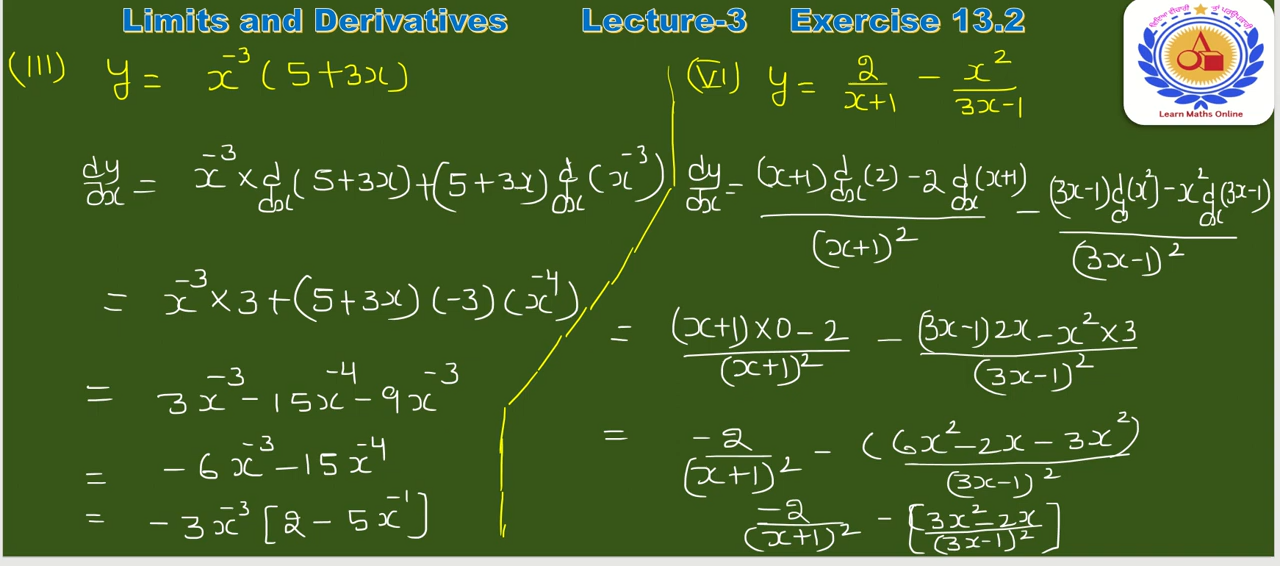 Limits and Derivatives Lecture-3 Exercise 13.2
Learn Maths Online
(III) y = x⁻³ (5+3x)
dy/dx = x⁻³ × d/dx (5+3x) + (5+3x) d/dx (x⁻³)
= x⁻³ × 3 + (5+3x) (-3) (x⁻⁴)
= 3x⁻³ - 15x⁻⁴ - 9x⁻³
= -6x⁻³ - 15x⁻⁴
= -3x⁻³ [2 - 5x⁻¹]
(VI) y = 2/(x+1) - x²/(3x-1)
dy/dx = ((x+1) d/dx (2) - 2 d/dx (x+1))/(x+1)² - ((3x-1) d/d (x²) - x² d/dx (3x-1))/(3x-1)²
= ((x+1) × 0 - 2)/(x+1)² - ((3x-1) 2x - x² × 3)/(3x-1)²
= -2/(x+1)² - (6x² - 2x - 3x²)/(3x-1)²
-2/(x+1)² - [(3x² - 2x)/(3x-1)²]